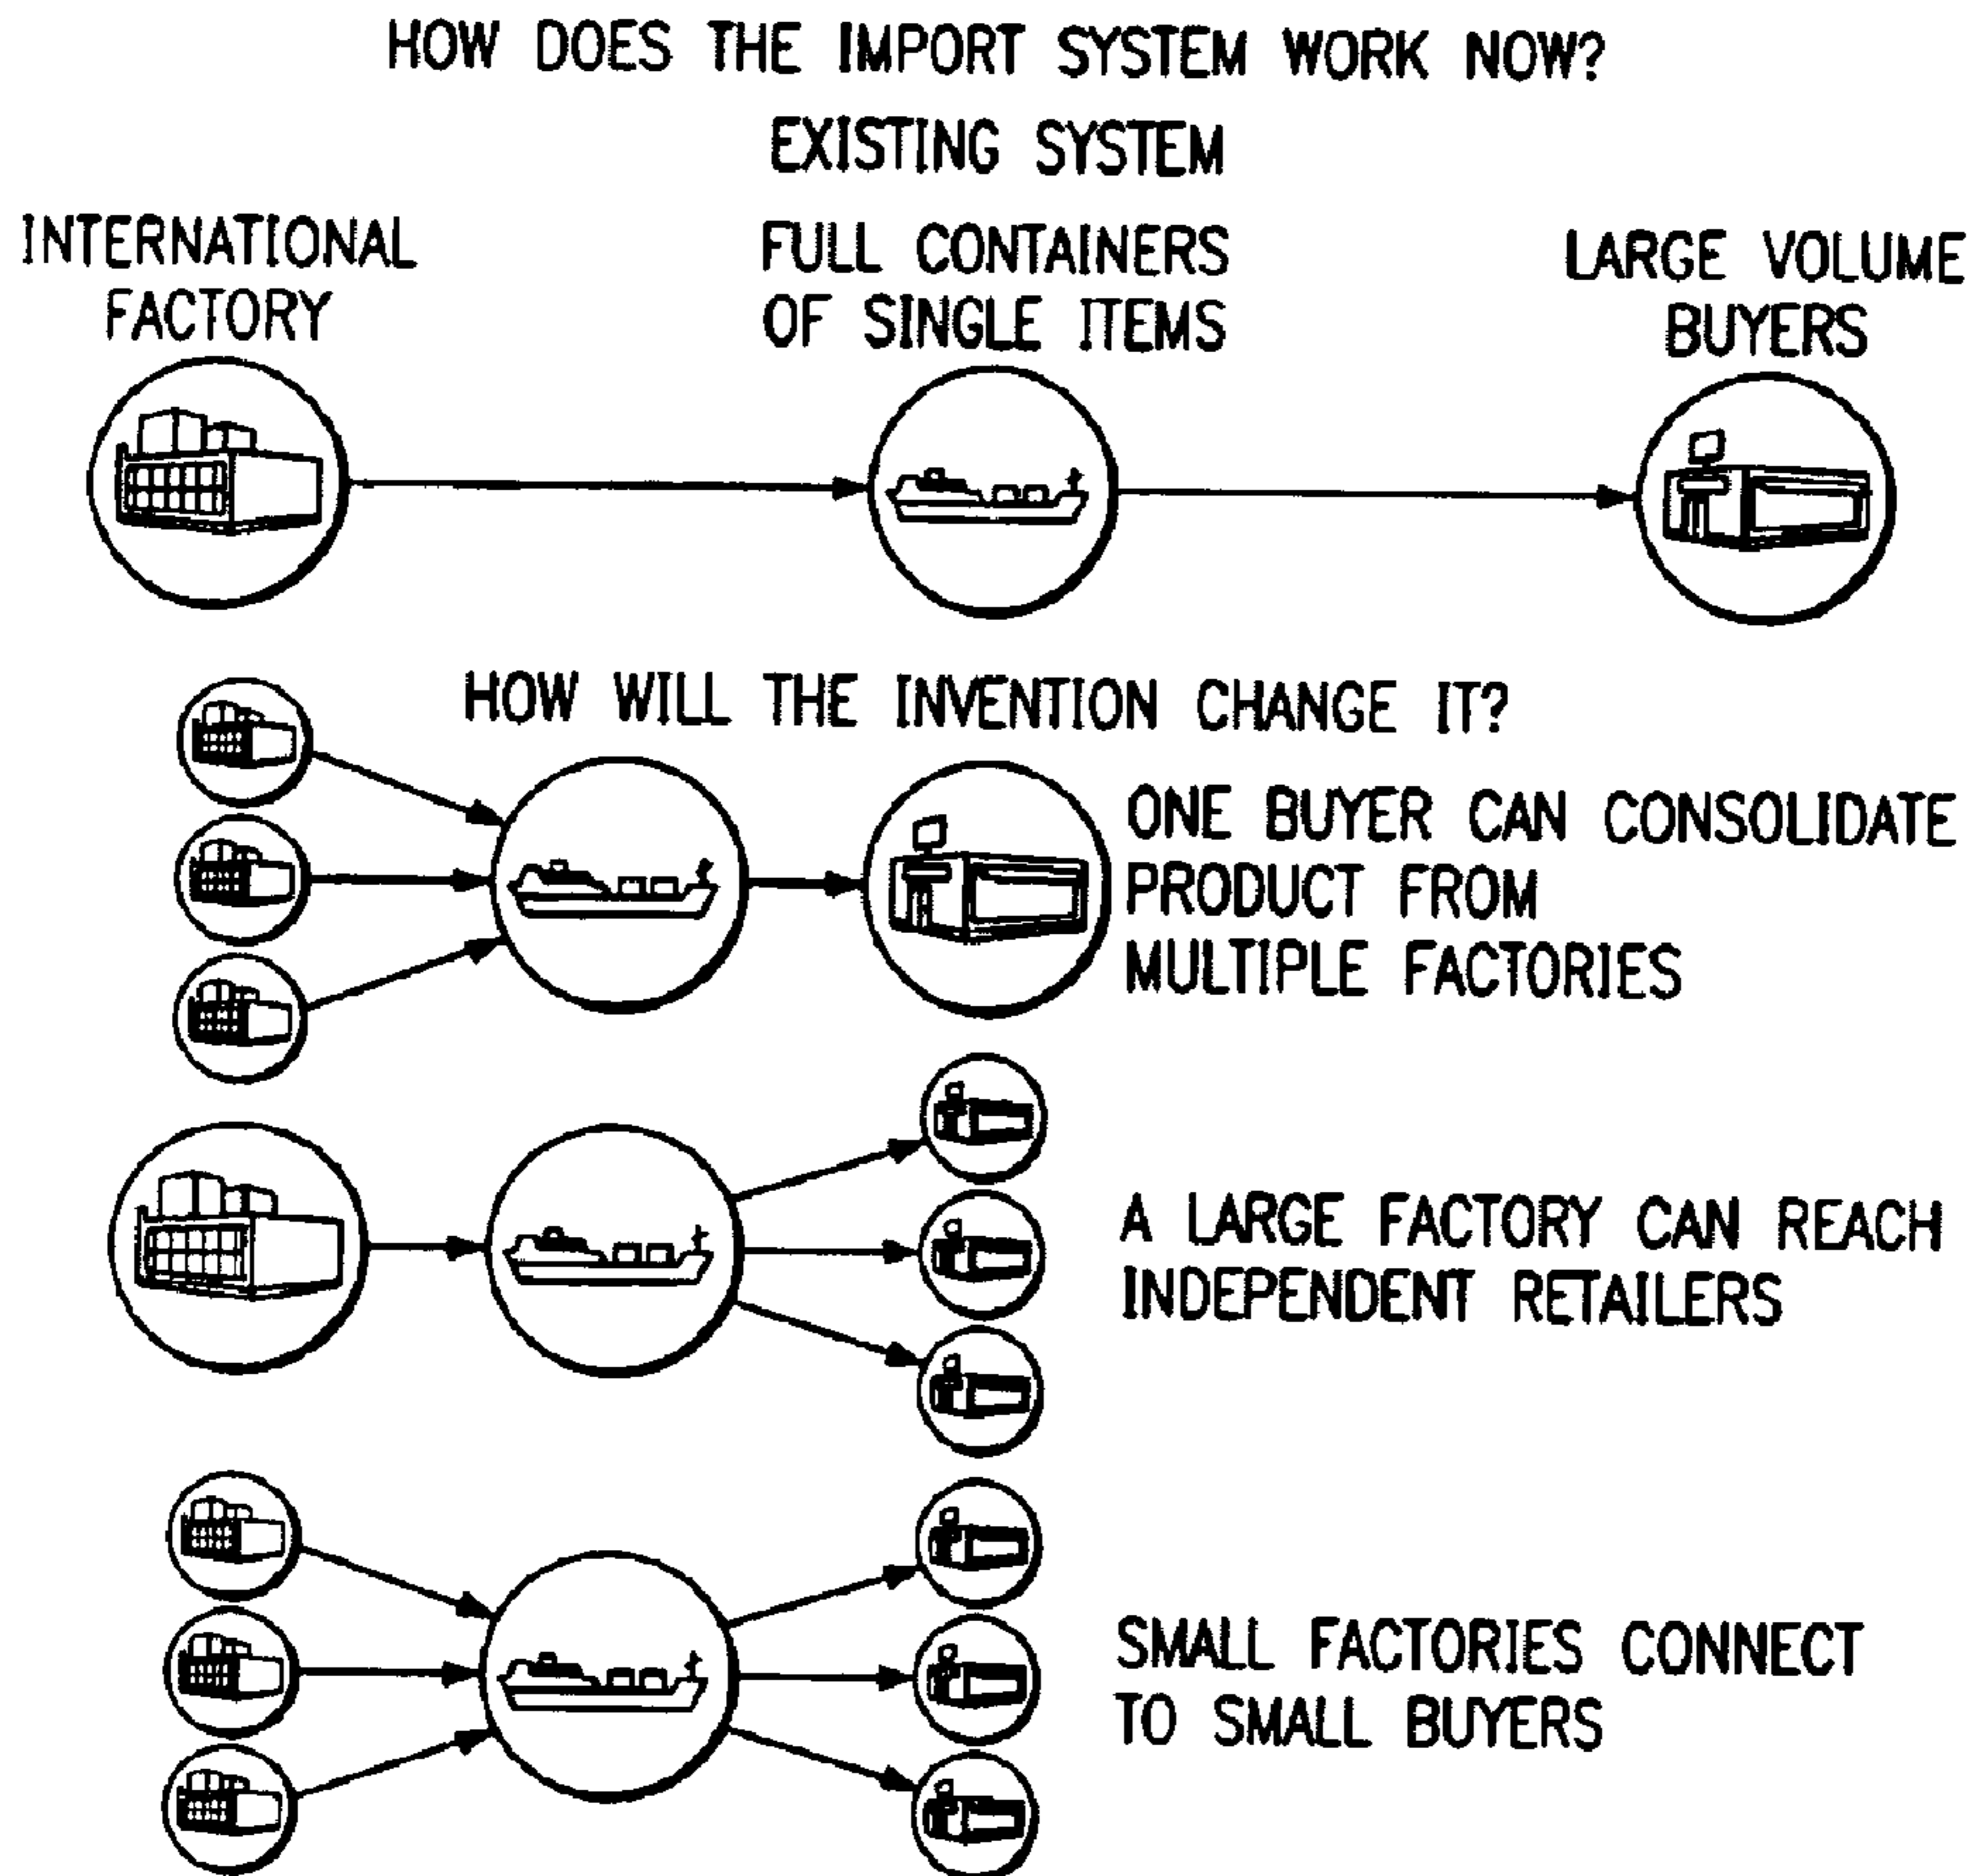 HOW DOES THE IMPORT SYSTEM WORK NOW?
EXISTING SYSTEM
INTERNATIONAL
FACTORY
FULL CONTAINERS
OF SINGLE ITEMS
LARGE VOLUME
BUYERS
HOW WILL THE INVENTION CHANGE IT?
ONE BUYER CAN CONSOLIDATE
PRODUCT FROM
MULTIPLE FACTORIES
A LARGE FACTORY CAN REACH
INDEPENDENT RETAILERS
SMALL FACTORIES CONNECT
TO SMALL BUYERS